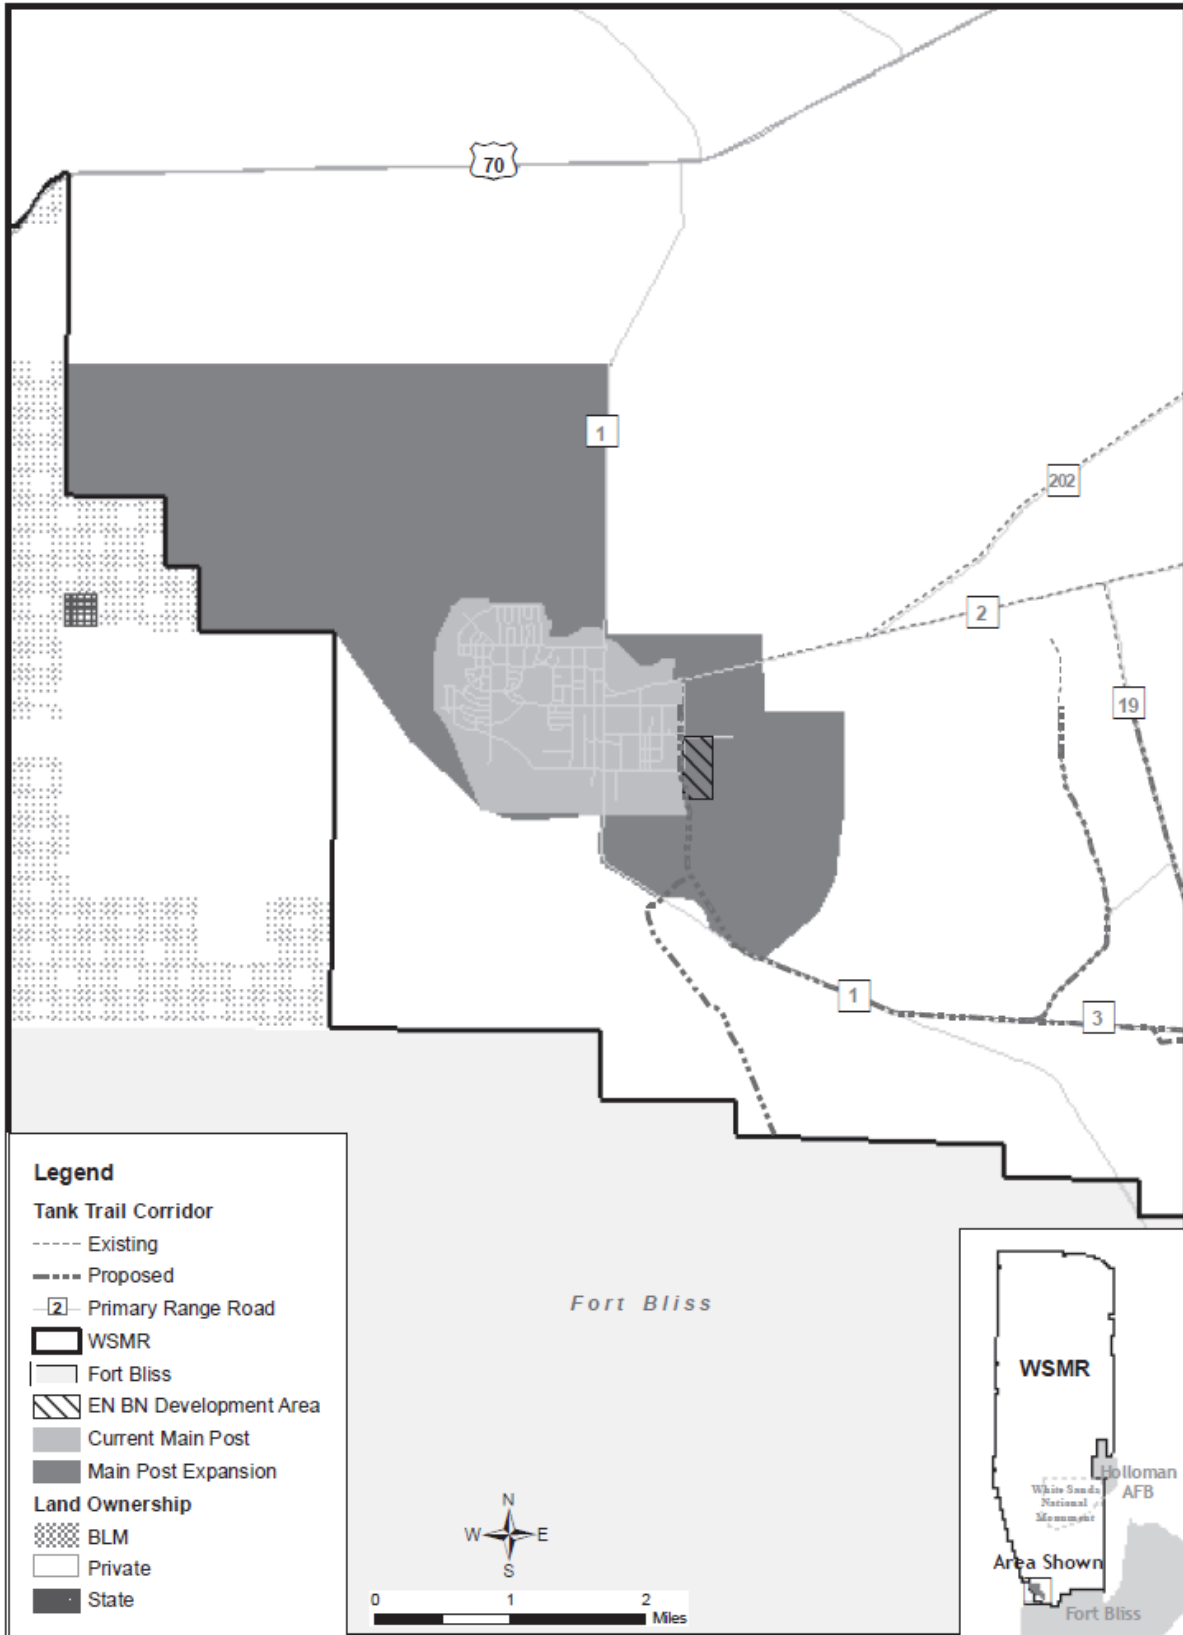 70
1
202
2
19
1
3
Legend
Tank Trail Corridor
Existing
Proposed
2 Primary Range Road
WSMR
Fort Bliss
EN BN Development Area
Current Main Post
Main Post Expansion
Land Ownership
BLM
Private
State
Fort Bliss
N
W E
S
0 1 2
Miles
WSMR
Holloman
AFB
White Sands
National
Monument
Area Shown
Fort Bliss